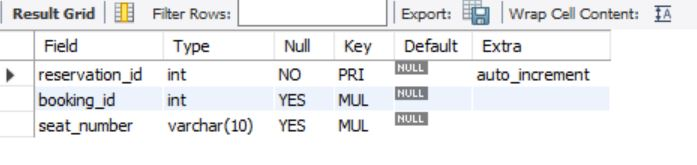 Result Grid Filter Rows: Export: Wrap Cell Content: IA
Field Type Null Key Default Extra
reservation_id int NO PRI NULL auto_increment
booking_id int YES MUL NULL
seat_number varchar(10) YES MUL NULL